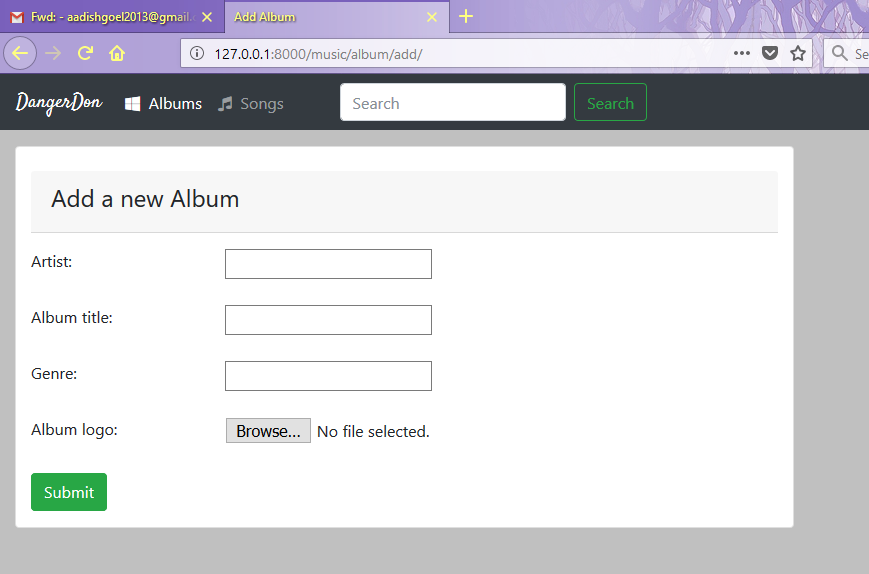 Fwd: - aadishgoel2013@gmail.
Add Album
127.0.0.1:8000/music/album/add/
Se
DangerDon Albums Songs Search Search
Add a new Album
Artist:
Album title:
Genre:
Album logo: Browse... No file selected.
Submit